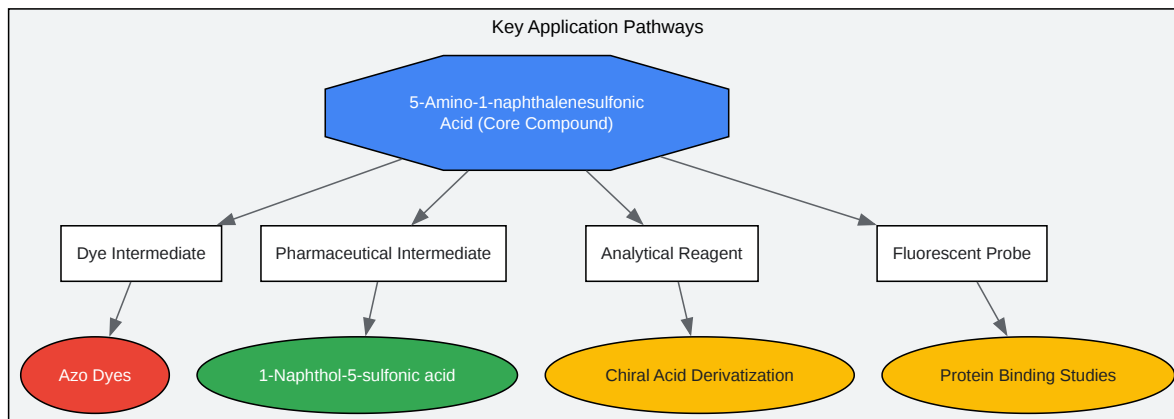 Key Application Pathways
5-Amino-1-naphthalenesulfonic
Acid (Core Compound)
Dye Intermediate
Pharmaceutical Intermediate
Analytical Reagent
Fluorescent Probe
Azo Dyes
1-Naphthol-5-sulfonic acid
Chiral Acid Derivatization
Protein Binding Studies